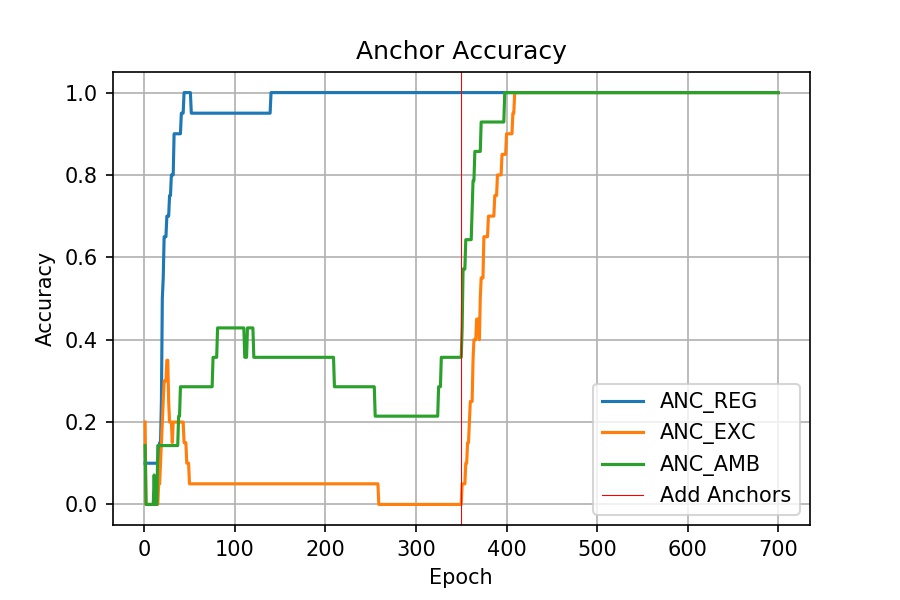 Anchor Accuracy
Accuracy
1.0
0.8
0.6
0.4
0.2
0.0
0 100 200 300 400 500 600 700
Epoch
ANC_REG
ANC_EXC
ANC_AMB
Add Anchors